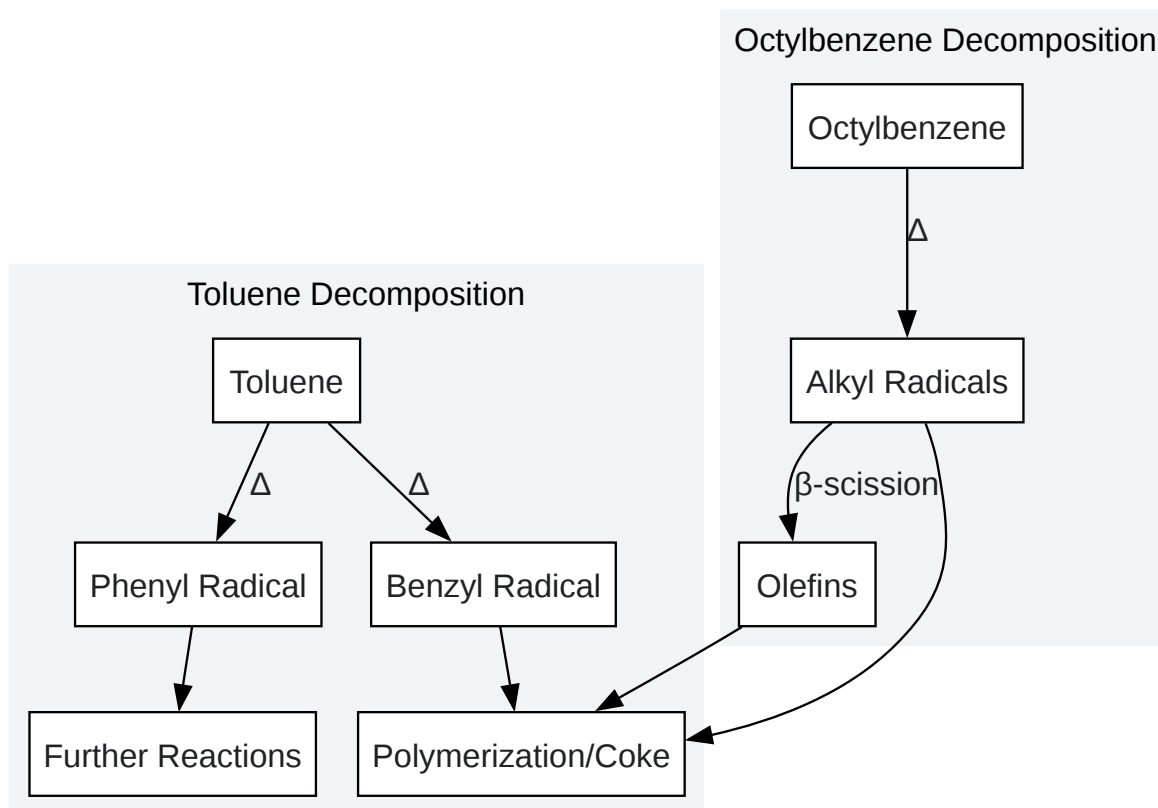 Octylbenzene Decomposition
Octylbenzene
Δ
Toluene Decomposition
Toluene
Alkyl Radicals
Δ
Δ
β-scission
Phenyl Radical
Benzyl Radical
Olefins
Further Reactions
Polymerization/Coke